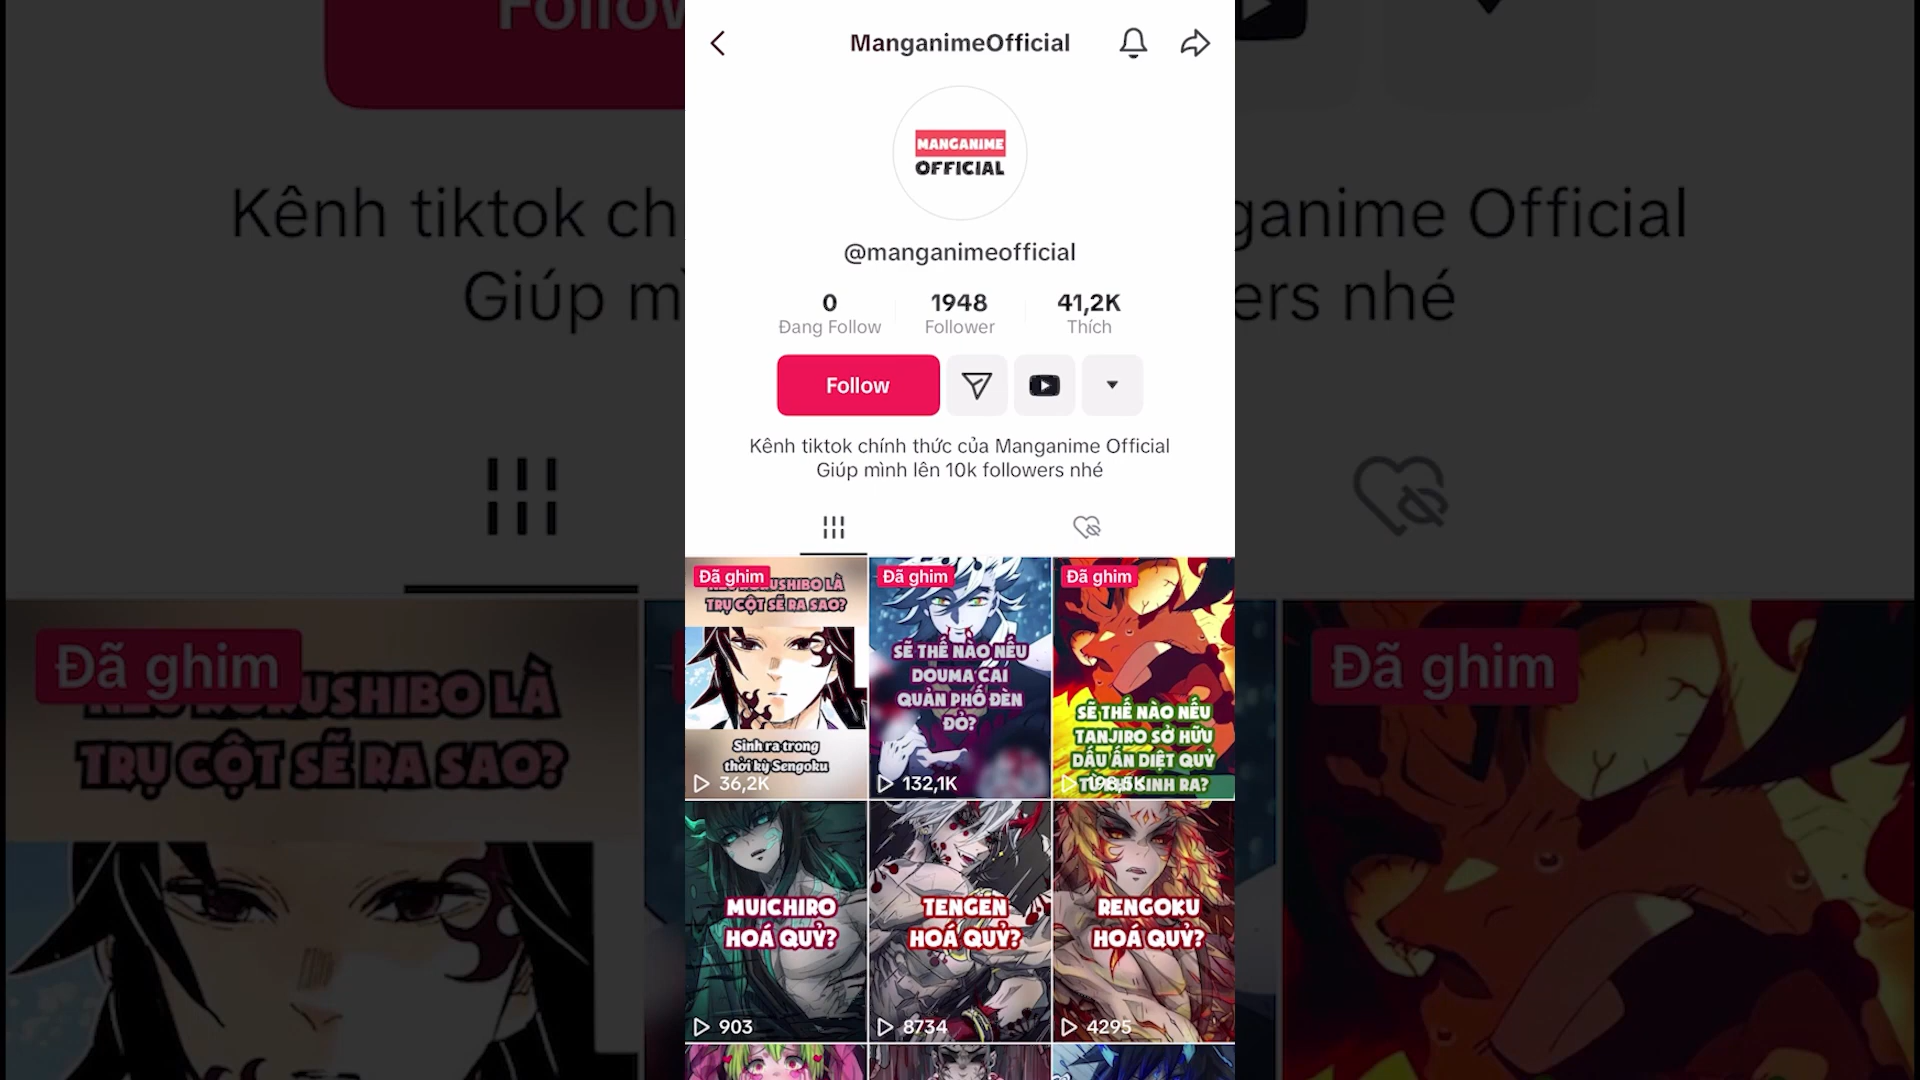 Follow
ManganimeOfficial
MANGANIME
OFFICIAL
@manganimeofficial
0
Đang Follow
1948
Follower
41,2K
Thích
Follow
Kênh tiktok chính thức của Manganime Official
Giúp mình lên 10k followers nhé
Kênh tiktok ch
ganime Official
Giúp m
ers nhé
Đã ghim
USHIBO LÀ
TRỤ CỘT SẼ RA SAO?
Sinh ra trong
thời kỳ Sengoku
36,2K
Đã ghim
SẼ THẾ NÀO NẾU
DOUMA CAI
QUẢN PHỐ ĐÈN
ĐỎ?
132,1K
Đã ghim
SẼ THẾ NÀO NẾU
TANJIRO SỞ HỮU
DẤU ẤN DIỆT QUỶ
SINH RA?
MUICHIRO
HOÁ QUỶ?
903
TENGEN
HOÁ QUỶ?
8734
RENGOKU
HOÁ QUỶ?
4295
Đã ghim
USHIBO LÀ
TRỤ CỘT SẼ RA SAO?
Đã ghim